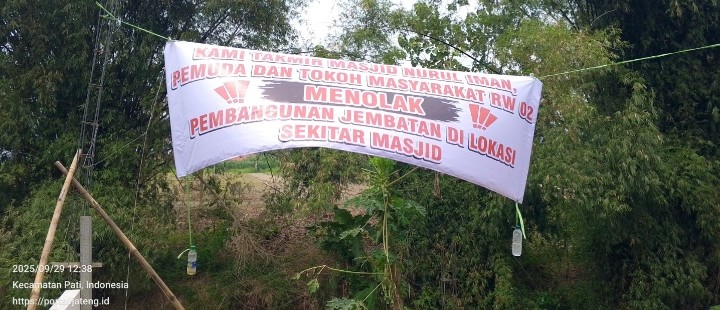 KAMI TAKMIR MASJID NURUL IMAN,
PEMUDA DAN TOKOH MASYARAKAT RW 02
!!! MENOLAK !!!
PEMBANGUNAN JEMBATAN DI LOKASI
SEKITAR MASJID
2025/09/29 12:38
Kecamatan Pati, Indonesia